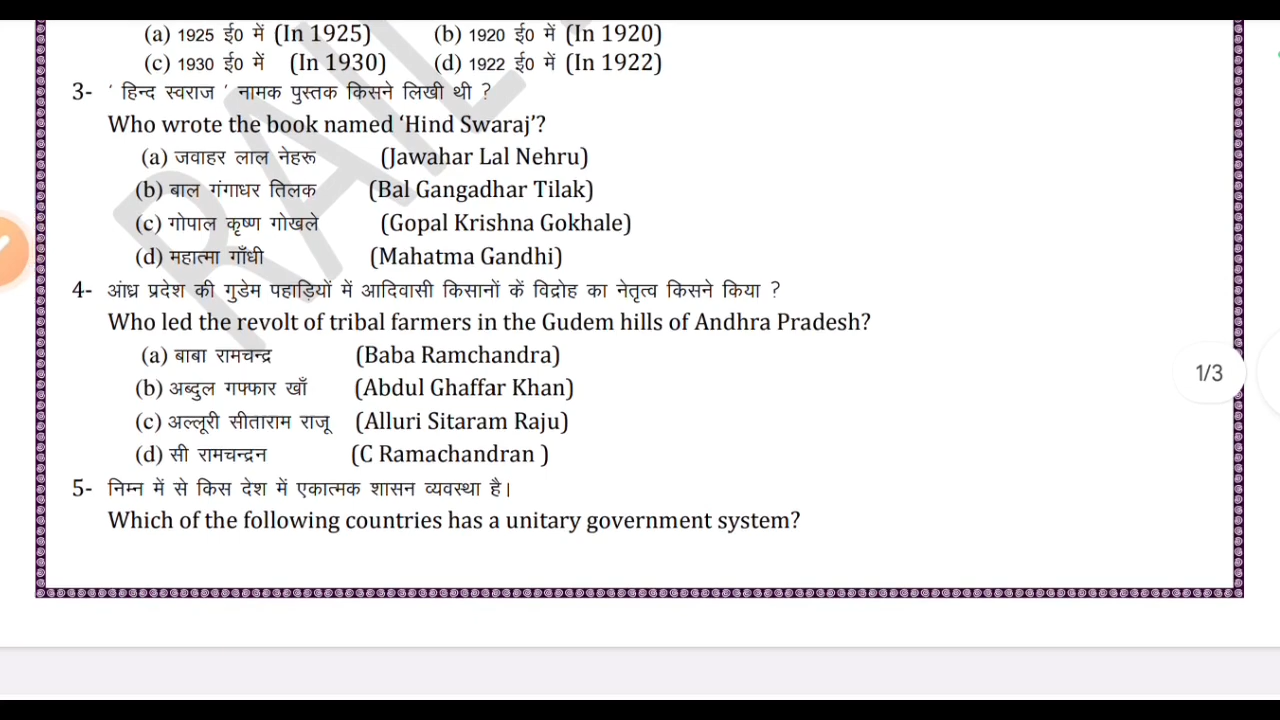 (a) 1925 ई0 में (In 1925) (b) 1920 ई0 में (In 1920)
(c) 1930 ई0 में (In 1930) (d) 1922 ई0 में (In 1922)
3- ' हिन्द स्वराज ' नामक पुस्तक किसने लिखी थी ?
Who wrote the book named ‘Hind Swaraj’?
(a) जवाहर लाल नेहरू (Jawahar Lal Nehru)
(b) बाल गंगाधर तिलक (Bal Gangadhar Tilak)
(c) गोपाल कृष्ण गोखले (Gopal Krishna Gokhale)
(d) महात्मा गाँधी (Mahatma Gandhi)
4- आंध्र प्रदेश की गुडेम पहाड़ियों में आदिवासी किसानों कें विद्रोह का नेतृत्व किसने किया ?
Who led the revolt of tribal farmers in the Gudem hills of Andhra Pradesh?
(a) बाबा रामचन्द्र (Baba Ramchandra)
(b) अब्दुल गफ्फार खाँ (Abdul Ghaffar Khan)
(c) अल्लूरी सीताराम राजू (Alluri Sitaram Raju)
(d) सी रामचन्द्रन (C Ramachandran )
1/3
5- निम्न में से किस देश में एकात्मक शासन व्यवस्था है।
Which of the following countries has a unitary government system?